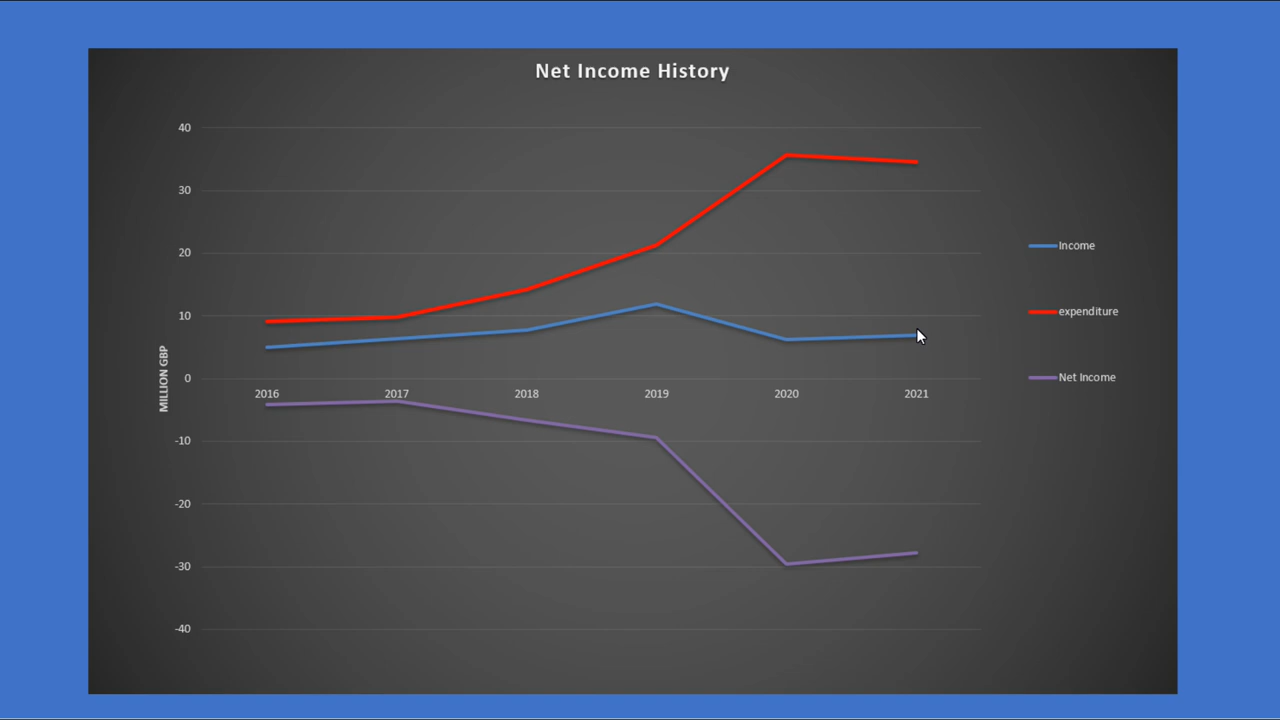 Net Income History
40
30
20
10
0
-10
-20
-30
-40
MILLION GBP
2016 2017 2018 2019 2020 2021
Income
expenditure
Net Income